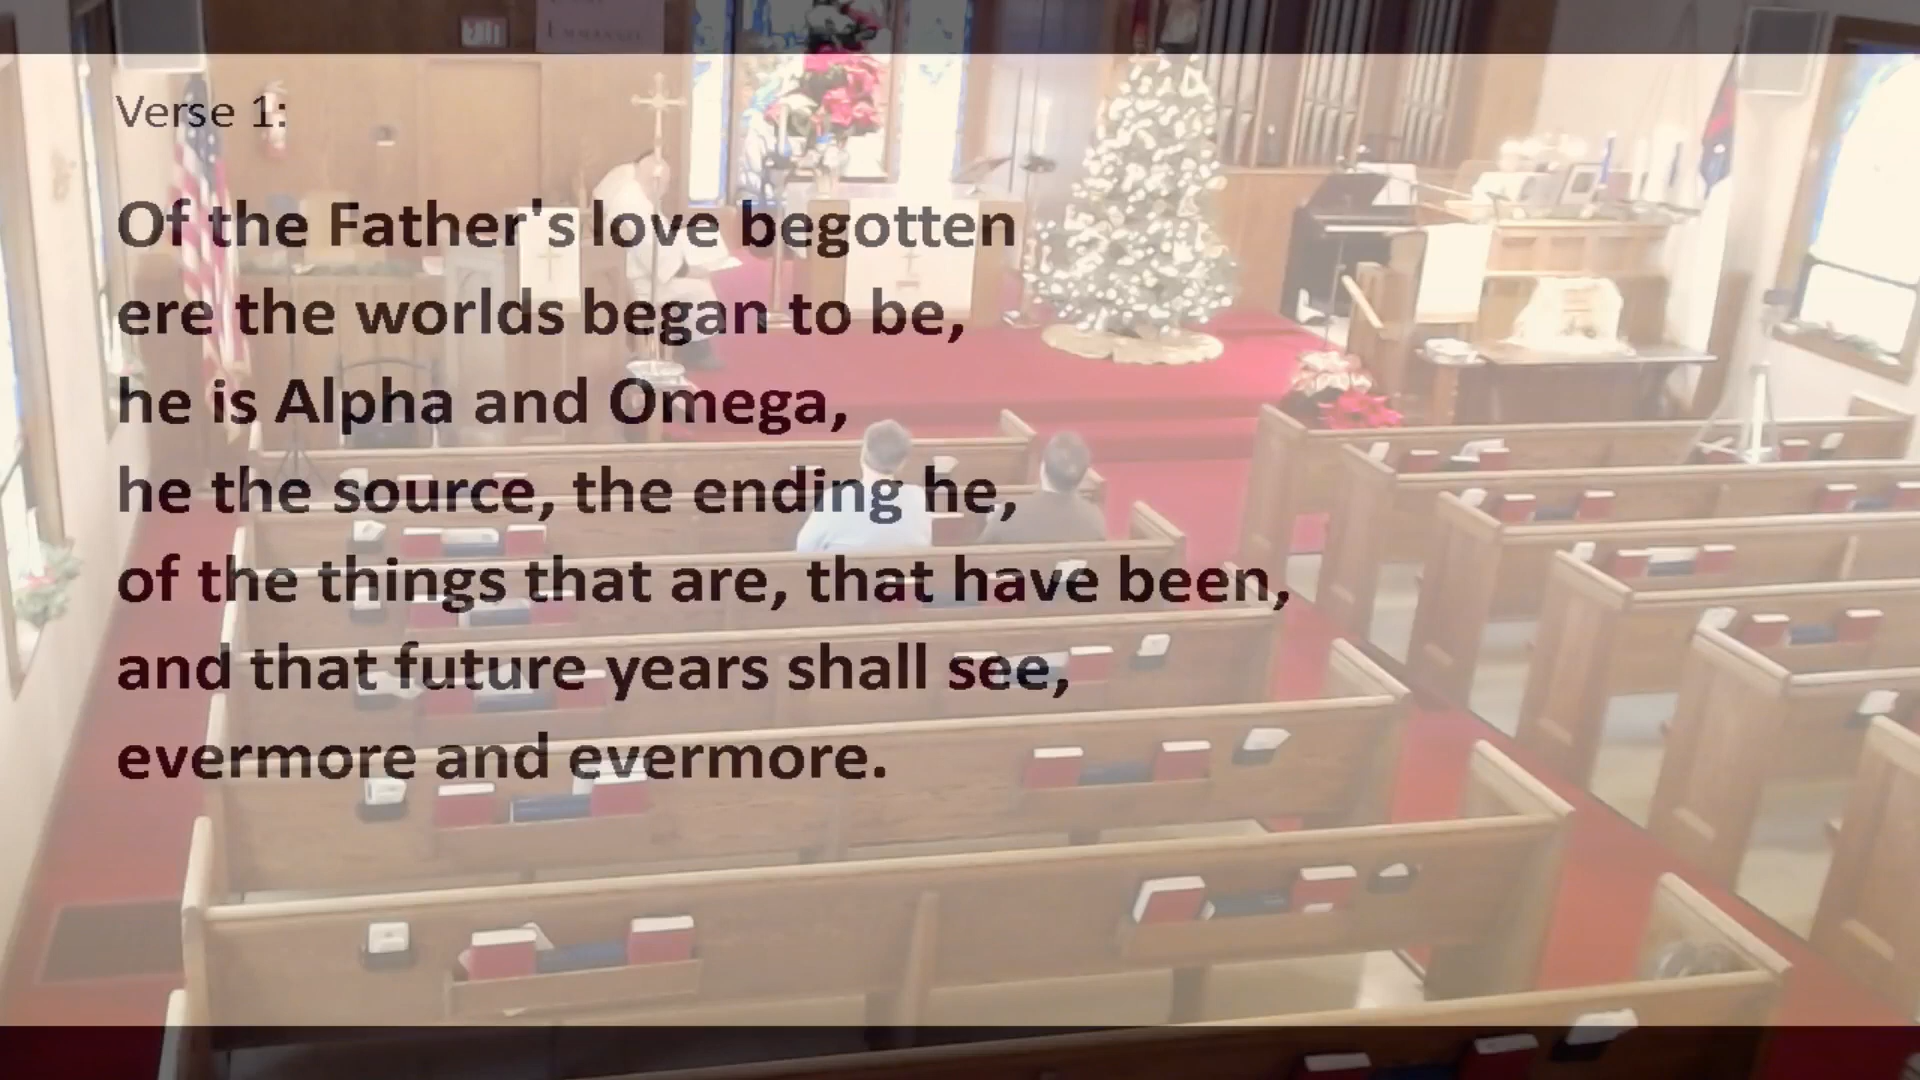 Verse 1:
Of the Father's love begotten
ere the worlds began to be,
he is Alpha and Omega,
he the source, the ending he,
of the things that are, that have been,
and that future years shall see,
evermore and evermore.